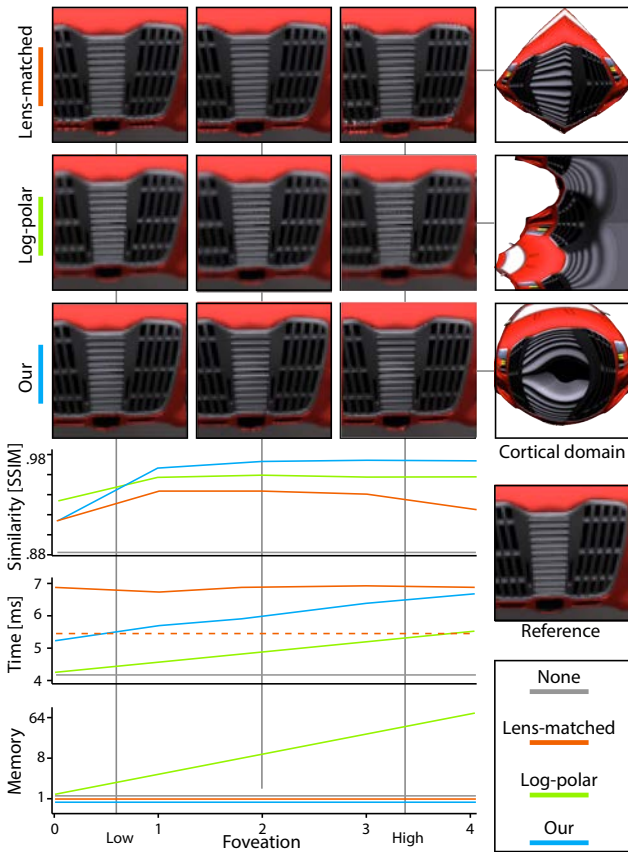 Lens-matched
Log-polar
Our
Cortical domain
Similarity [SSIM]
.98
.88
Reference
Time [ms]
7
6
5
4
Memory
64
8
1
0 1 2 3 4
Low Foveation High
None
Lens-matched
Log-polar
Our